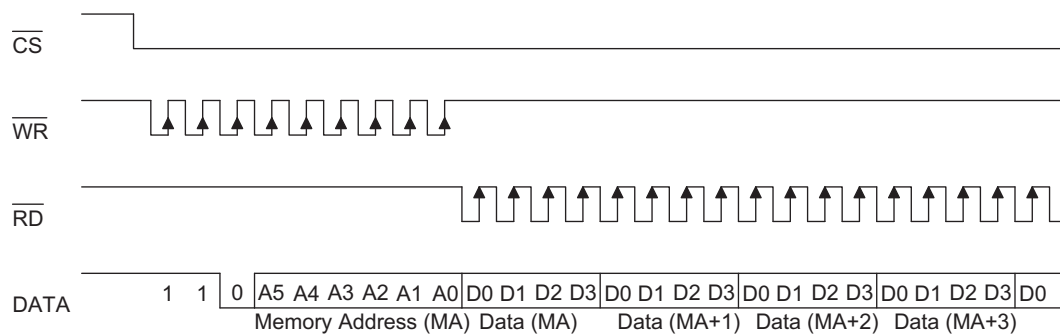 CS
WR
RD
DATA 1 1 0 A5 A4 A3 A2 A1 A0 D0 D1 D2 D3 D0 D1 D2 D3 D0 D1 D2 D3 D0 D1 D2 D3 D0
Memory Address (MA) Data (MA) Data (MA+1) Data (MA+2) Data (MA+3)